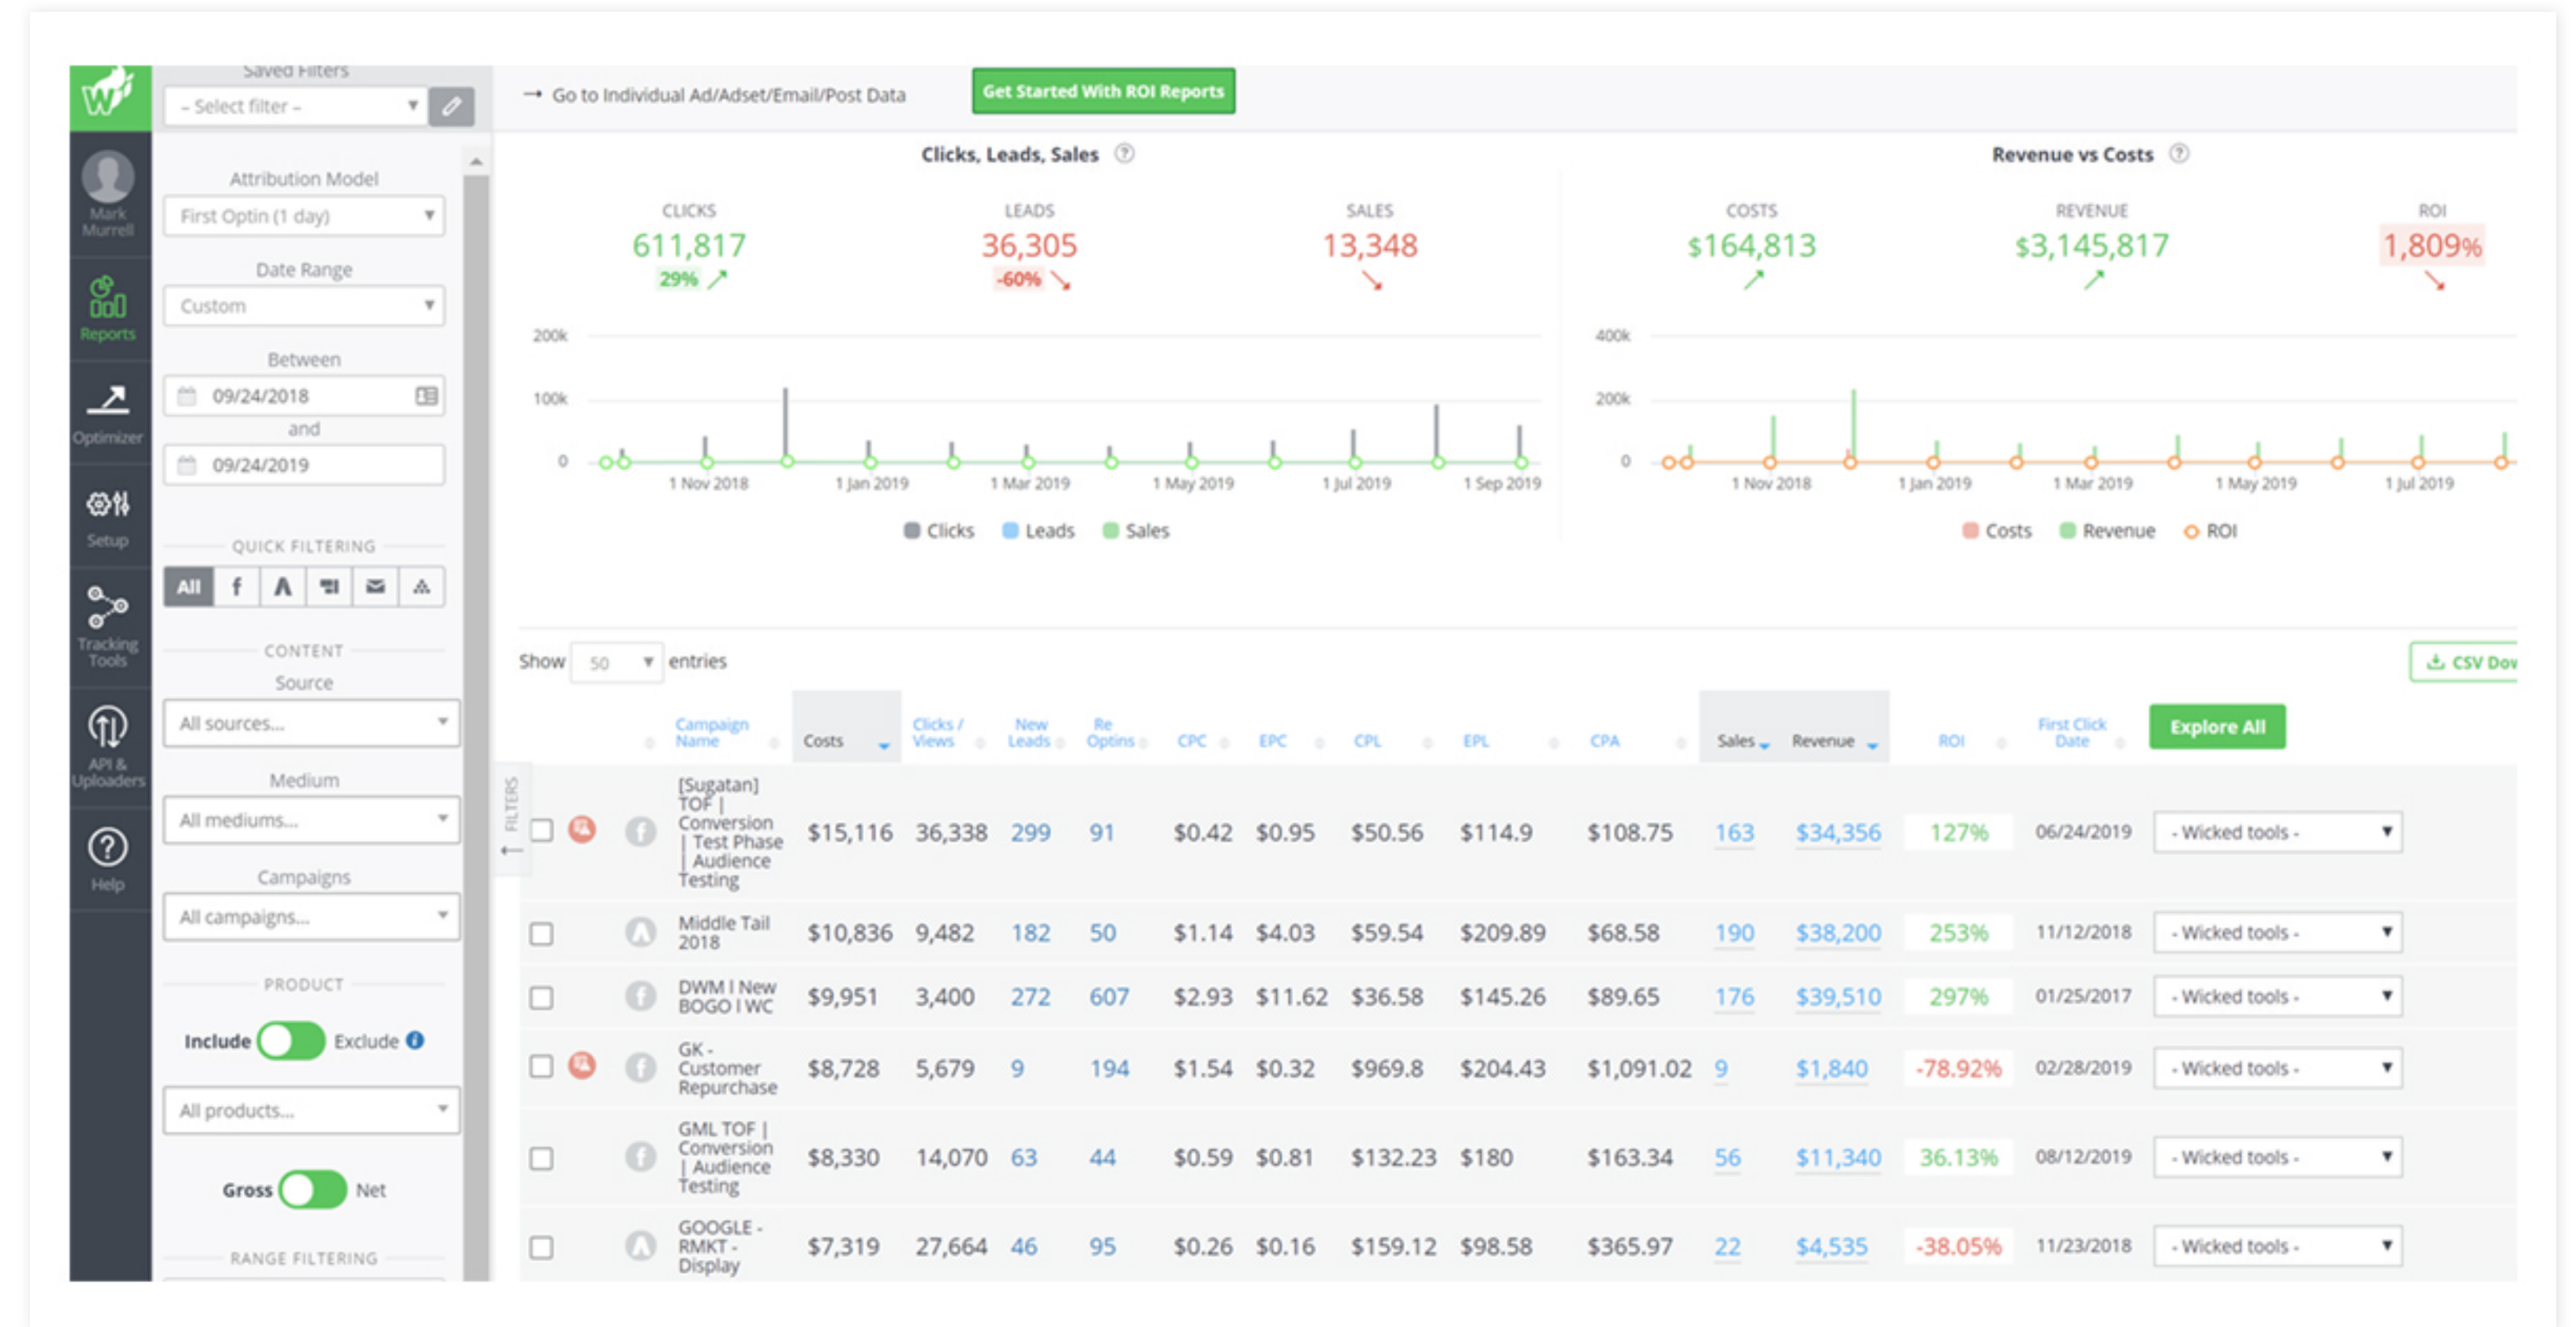 W
Mark
Murrell
Reports
Optimizer
Setup
Tracking
Tools
API &
Uploaders
Help
Saved Filters
– Select filter –
Attribution Model
First Optin (1 day)
Date Range
Custom
Between
09/24/2018
and
09/24/2019
QUICK FILTERING
All
CONTENT
Source
All sources...
Medium
All mediums...
Campaigns
All campaigns...
PRODUCT
Include Exclude
All products...
Gross Net
RANGE FILTERING
FILTERS
→ Go to Individual Ad/Adset/Email/Post Data Get Started With ROI Reports
Clicks, Leads, Sales ?
CLICKS LEADS SALES
611,817 36,305 13,348
29% -60%
200k
100k
0
1 Nov 2018 1 Jan 2019 1 Mar 2019 1 May 2019 1 Jul 2019 1 Sep 2019
Clicks Leads Sales
Revenue vs Costs ?
COSTS REVENUE ROI
$164,813 $3,145,817 1,809%
400k
200k
0
1 Nov 2018 1 Jan 2019 1 Mar 2019 1 May 2019 1 Jul 2019
Costs Revenue ROI
Show 50 entries
CSV Dow
Campaign
Name
Costs
Clicks /
Views
New
Leads
Re
Optins
CPC EPC CPL EPL CPA Sales Revenue ROI
First Click
Date
Explore All
[Sugatan]
TOF |
Conversion
| Test Phase
| Audience
Testing
$15,116 36,338 299 91 $0.42 $0.95 $50.56 $114.9 $108.75 163 $34,356 127% 06/24/2019 - Wicked tools -
Middle Tail
2018
$10,836 9,482 182 50 $1.14 $4.03 $59.54 $209.89 $68.58 190 $38,200 253% 11/12/2018 - Wicked tools -
DWM I New
BOGO I WC
$9,951 3,400 272 607 $2.93 $11.62 $36.58 $145.26 $89.65 176 $39,510 297% 01/25/2017 - Wicked tools -
GK -
Customer
Repurchase
$8,728 5,679 9 194 $1.54 $0.32 $969.8 $204.43 $1,091.02 9 $1,840 -78.92% 02/28/2019 - Wicked tools -
GML TOF |
Conversion
| Audience
Testing
$8,330 14,070 63 44 $0.59 $0.81 $132.23 $180 $163.34 56 $11,340 36.13% 08/12/2019 - Wicked tools -
GOOGLE -
RMKT -
Display
$7,319 27,664 46 95 $0.26 $0.16 $159.12 $98.58 $365.97 22 $4,535 -38.05% 11/23/2018 - Wicked tools -